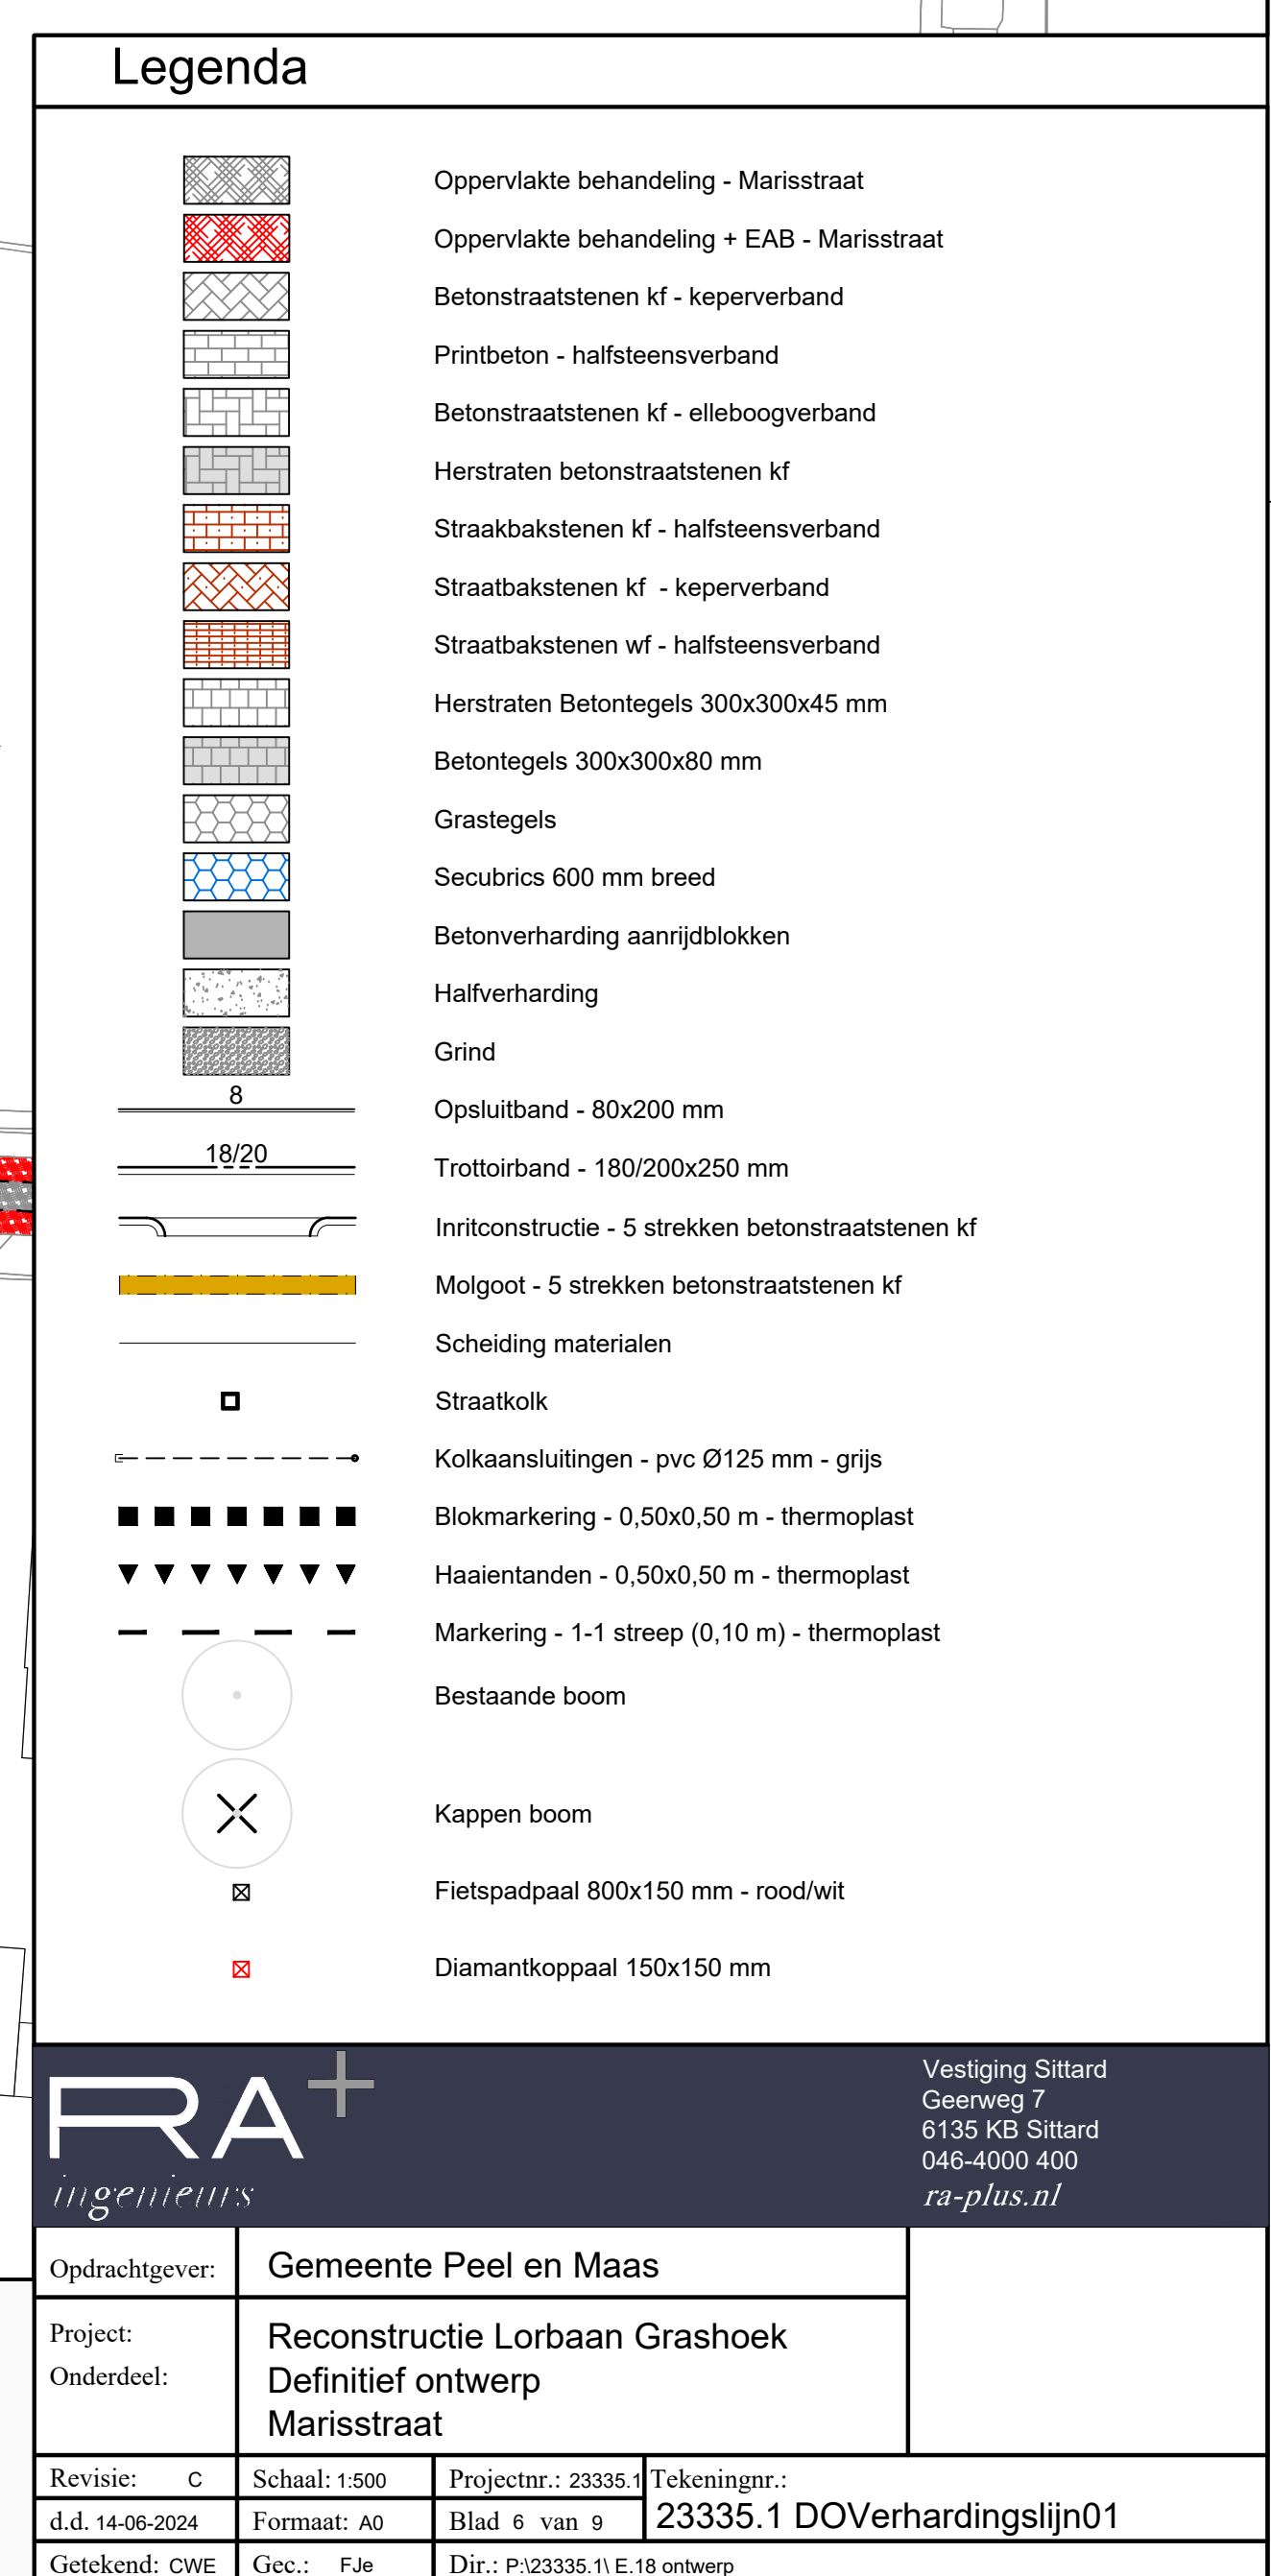 Legenda
Oppervlakte behandeling - Marisstraat
Oppervlakte behandeling + EAB - Marisstraat
Betonstraatstenen kf - keperverband
Printbeton - halfsteensverband
Betonstraatstenen kf - elleboogverband
Herstraten betonstraatstenen kf
Straakbakstenen kf - halfsteensverband
Straatbakstenen kf  - keperverband
Straatbakstenen wf - halfsteensverband
Herstraten Betontegels 300x300x45 mm
Betontegels 300x300x80 mm
Grastegels
Secubrics 600 mm breed
Betonverharding aanrijdblokken
Halfverharding
Grind
8 Opsluitband - 80x200 mm
18/20 Trottoirband - 180/200x250 mm
Inritconstructie - 5 strekken betonstraatstenen kf
Molgoot - 5 strekken betonstraatstenen kf
Scheiding materialen
Straatkolk
Kolkaansluitingen - pvc Ø125 mm - grijs
Blokmarkering - 0,50x0,50 m - thermoplast
Haaientanden - 0,50x0,50 m - thermoplast
Markering - 1-1 streep (0,10 m) - thermoplast
Bestaande boom
Kappen boom
Fietspadpaal 800x150 mm - rood/wit
Diamantkoppaal 150x150 mm
RA+
ingenieurs
Vestiging Sittard
Geerweg 7
6135 KB Sittard
046-4000 400
ra-plus.nl
Opdrachtgever: Gemeente Peel en Maas
Project: Reconstructie Lorbaan Grashoek
Onderdeel: Definitief ontwerp
Marisstraat
Revisie: C Schaal: 1:500 Projectnr.: 23335.1 Tekeningnr.:
d.d. 14-06-2024 Formaat: A0 Blad 6 van 9 23335.1 DOVerhardingslijn01
Getekend: CWE Gec.: FJe Dir.: P:\23335.1\ E.18 ontwerp